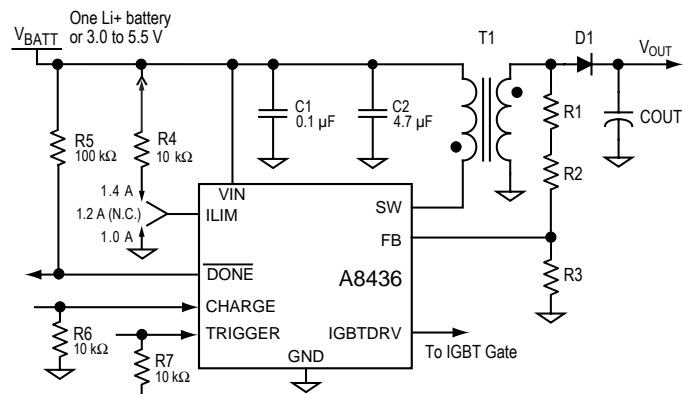 One Li+ battery
or 3.0 to 5.5 V
VBATT
T1
D1
VOUT
C1
0.1 µF
C2
4.7 µF
R1
COUT
R5
100 kΩ
R4
10 kΩ
R2
1.4 A
1.2 A (N.C.)
1.0 A
VIN
ILIM
SW
FB
DONE
A8436
R3
CHARGE
TRIGGER
IGBTDRV
R6
10 kΩ
R7
10 kΩ
GND
To IGBT Gate